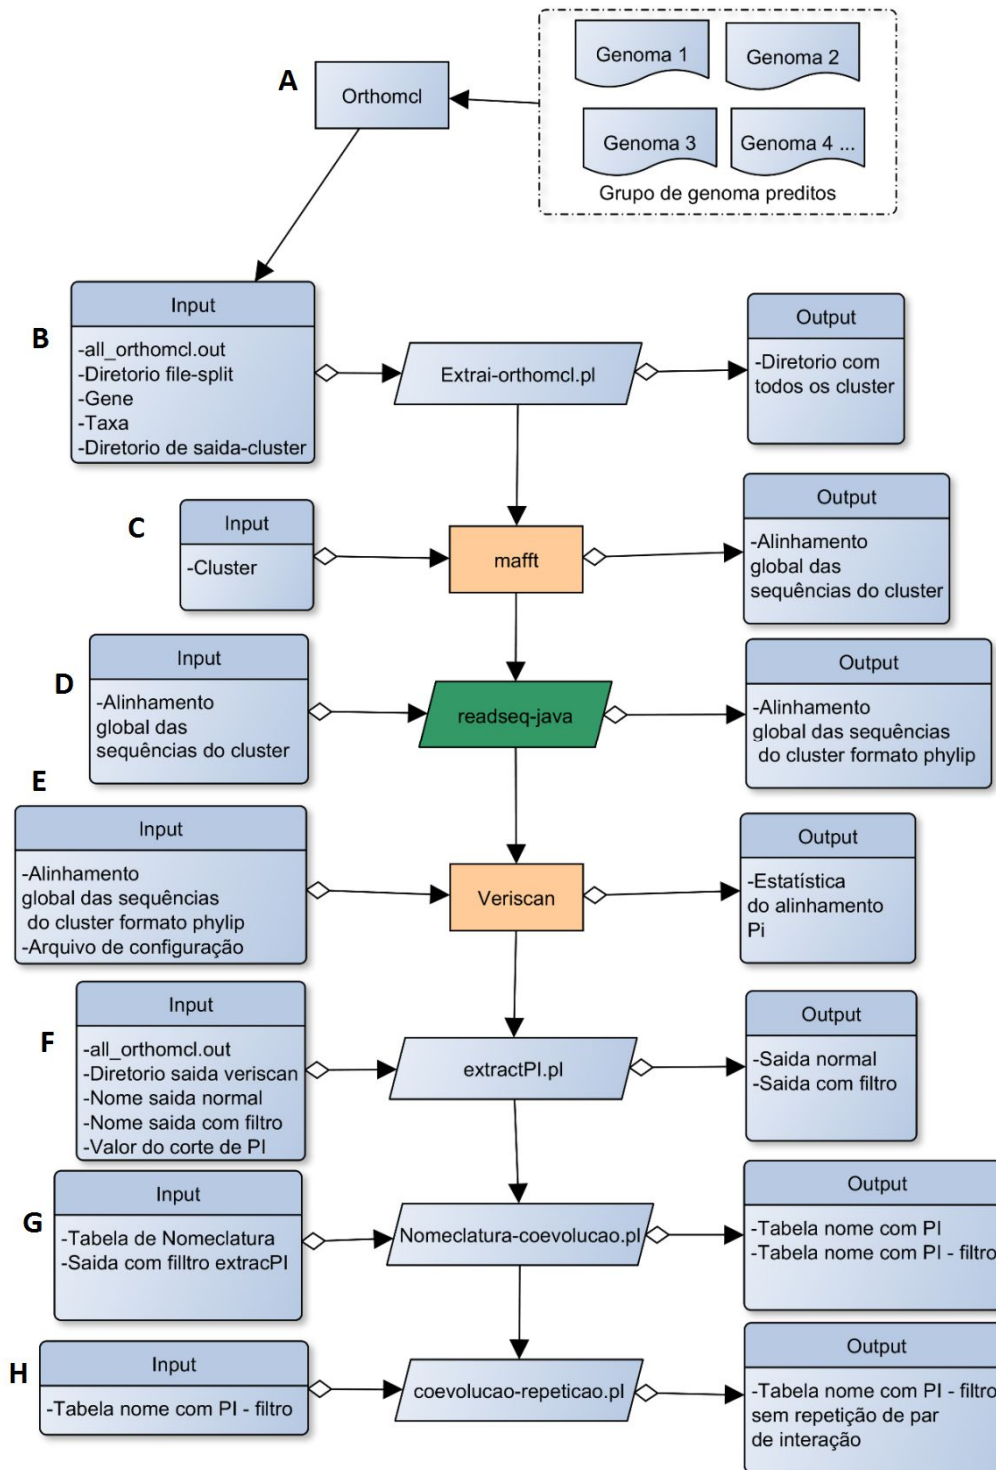 A
Orthomcl
Genoma 1
Genoma 2
Genoma 3
Genoma 4 ...
Grupo de genoma preditos
B
Input
-all_orthomcl.out
-Diretorio file-split
-Gene
-Taxa
-Diretorio de saida-cluster
Extrai-orthomcl.pl
Output
-Diretorio com
todos os cluster
C
Input
-Cluster
mafft
Output
-Alinhamento
global das
sequências do cluster
D
Input
-Alinhamento
global das
sequências do cluster
readseq-java
Output
-Alinhamento
global das sequências
do cluster formato phylip
E
Input
-Alinhamento
global das sequências
do cluster formato phylip
-Arquivo de configuração
Veriscan
Output
-Estatística
do alinhamento
Pi
F
Input
-all_orthomcl.out
-Diretorio saida veriscan
-Nome saida normal
-Nome saida com filtro
-Valor do corte de PI
extractPI.pl
Output
-Saida normal
-Saida com filtro
G
Input
-Tabela de Nomeclatura
-Saida com filltro extracPI
Nomeclatura-coevolucao.pl
Output
-Tabela nome com PI
-Tabela nome com PI - filtro
H
Input
-Tabela nome com PI - filtro
coevolucao-repeticao.pl
Output
-Tabela nome com PI - filtro
sem repetição de par
de interação